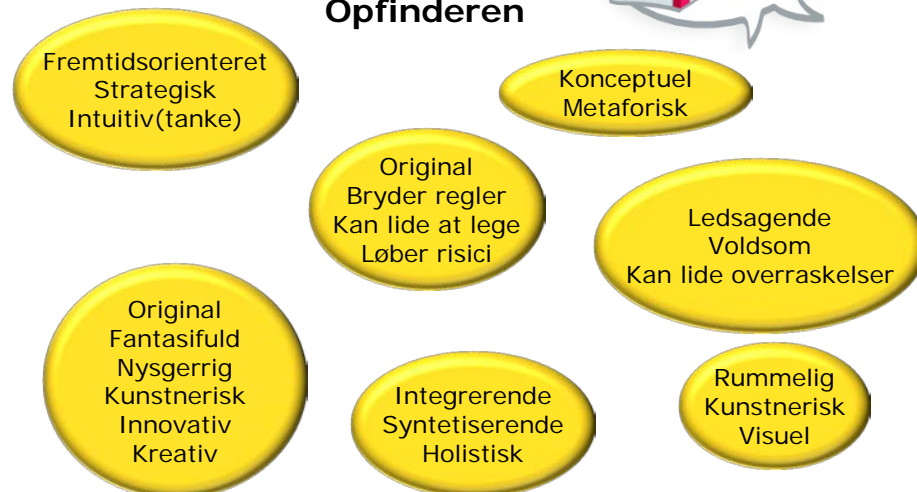 Opfinderen
Fremtidsorienteret
Strategisk
Intuitiv(tanke)
Konceptuel
Metaforisk
Original
Bryder regler
Kan lide at lege
Løber risici
Ledsagende
Voldsom
Kan lide overraskelser
Original
Fantasifuld
Nysgerrig
Kunstnerisk
Innovativ
Kreativ
Integrerende
Syntetiserende
Holistisk
Rummelig
Kunstnerisk
Visuel